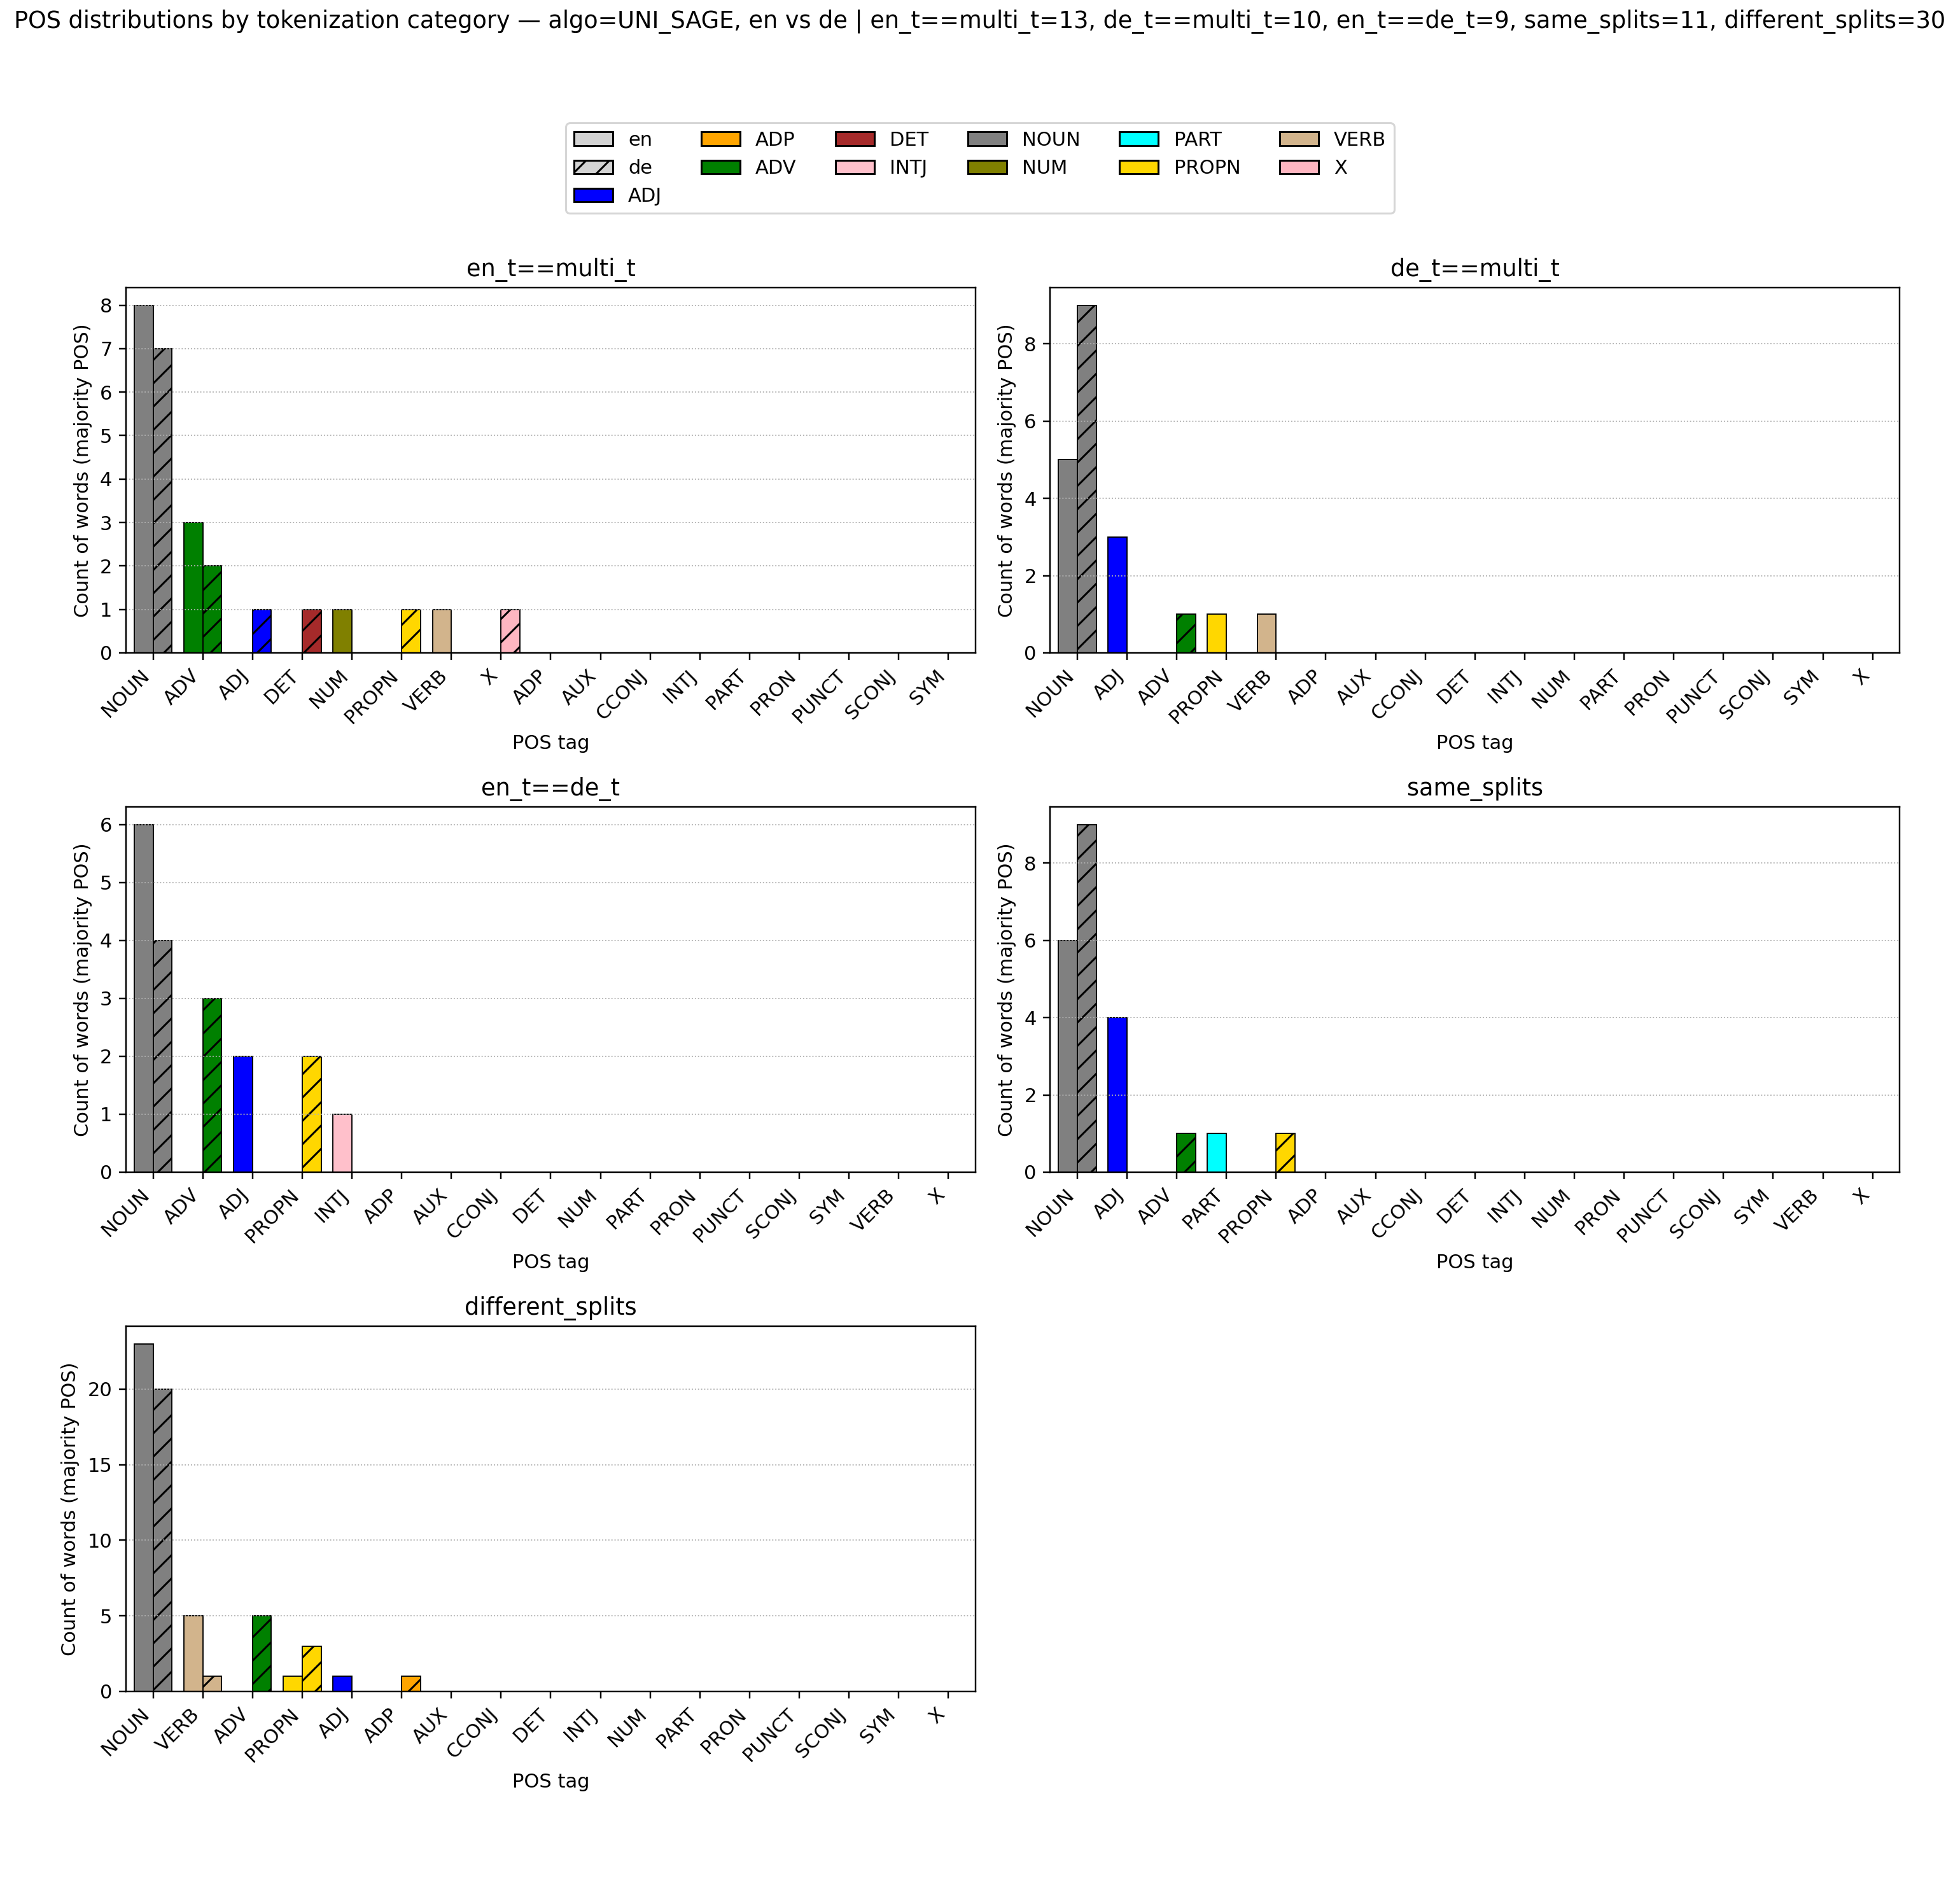 POS distributions by tokenization category — algo=UNI_SAGE, en vs de | en_t==multi_t=13, de_t==multi_t=10, en_t==de_t=9, same_splits=11, different_splits=30
en ADP DET NOUN PART VERB
de ADV INTJ NUM PROPN X
ADJ
en_t==multi_t
Count of words (majority POS)
8
7
6
5
4
3
2
1
0
NOUN ADV ADJ DET NUM PROPN VERB X ADP AUX CCONJ INTJ PART PRON PUNCT SCONJ SYM
POS tag
de_t==multi_t
Count of words (majority POS)
8
6
4
2
0
NOUN ADJ ADV PROPN VERB ADP AUX CCONJ DET INTJ NUM PART PRON PUNCT SCONJ SYM X
POS tag
en_t==de_t
Count of words (majority POS)
6
5
4
3
2
1
0
NOUN ADV ADJ PROPN INTJ ADP AUX CCONJ DET NUM PART PRON PUNCT SCONJ SYM VERB X
POS tag
same_splits
Count of words (majority POS)
8
6
4
2
0
NOUN ADJ ADV PART PROPN ADP AUX CCONJ DET INTJ NUM PRON PUNCT SCONJ SYM VERB X
POS tag
different_splits
Count of words (majority POS)
20
15
10
5
0
NOUN VERB ADV PROPN ADJ ADP AUX CCONJ DET INTJ NUM PART PRON PUNCT SCONJ SYM X
POS tag